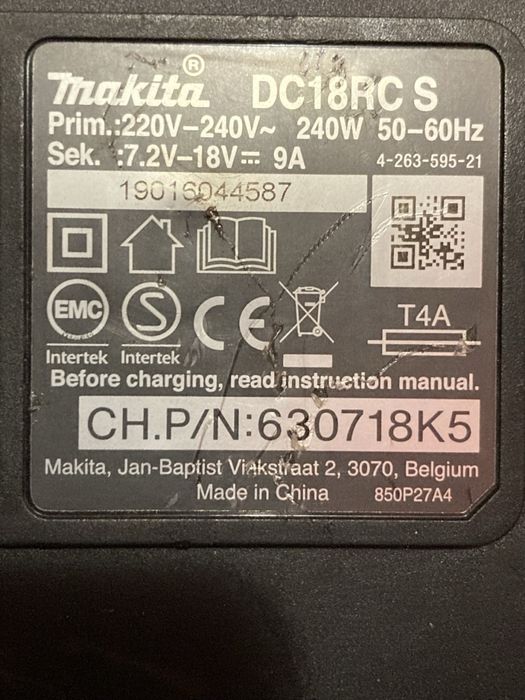 makita® DC18RC S
Prim.:220V–240V~ 240W 50–60Hz
Sek. :7.2V–18V⎓ 9A 4-263-595-21
19016044587
EMC S CE T4A
Intertek Intertek
Before charging, read instruction manual.
CH.P/N:630718K5
Makita, Jan-Baptist Vinkstraat 2, 3070, Belgium
Made in China 850P27A4